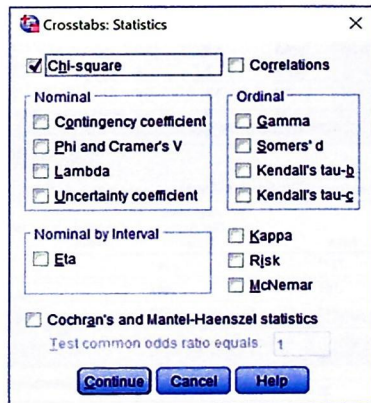 Crosstabs: Statistics
Chi-square
Correlations
Nominal
Contingency coefficient
Phi and Cramer's V
Lambda
Uncertainty coefficient
Ordinal
Gamma
Somers' d
Kendall's tau-b
Kendall's tau-c
Nominal by Interval
Eta
Kappa
Risk
McNemar
Cochran's and Mantel-Haenszel statistics
Test common odds ratio equals: 1
Continue Cancel Help